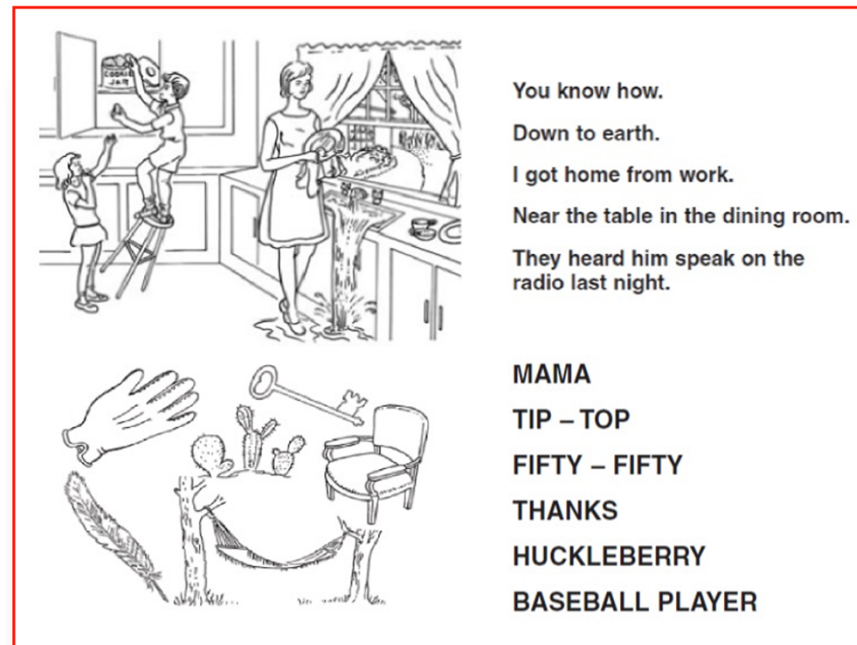 COOKIE
JAR
You know how.
Down to earth.
I got home from work.
Near the table in the dining room.
They heard him speak on the
radio last night.
MAMA
TIP – TOP
FIFTY – FIFTY
THANKS
HUCKLEBERRY
BASEBALL PLAYER